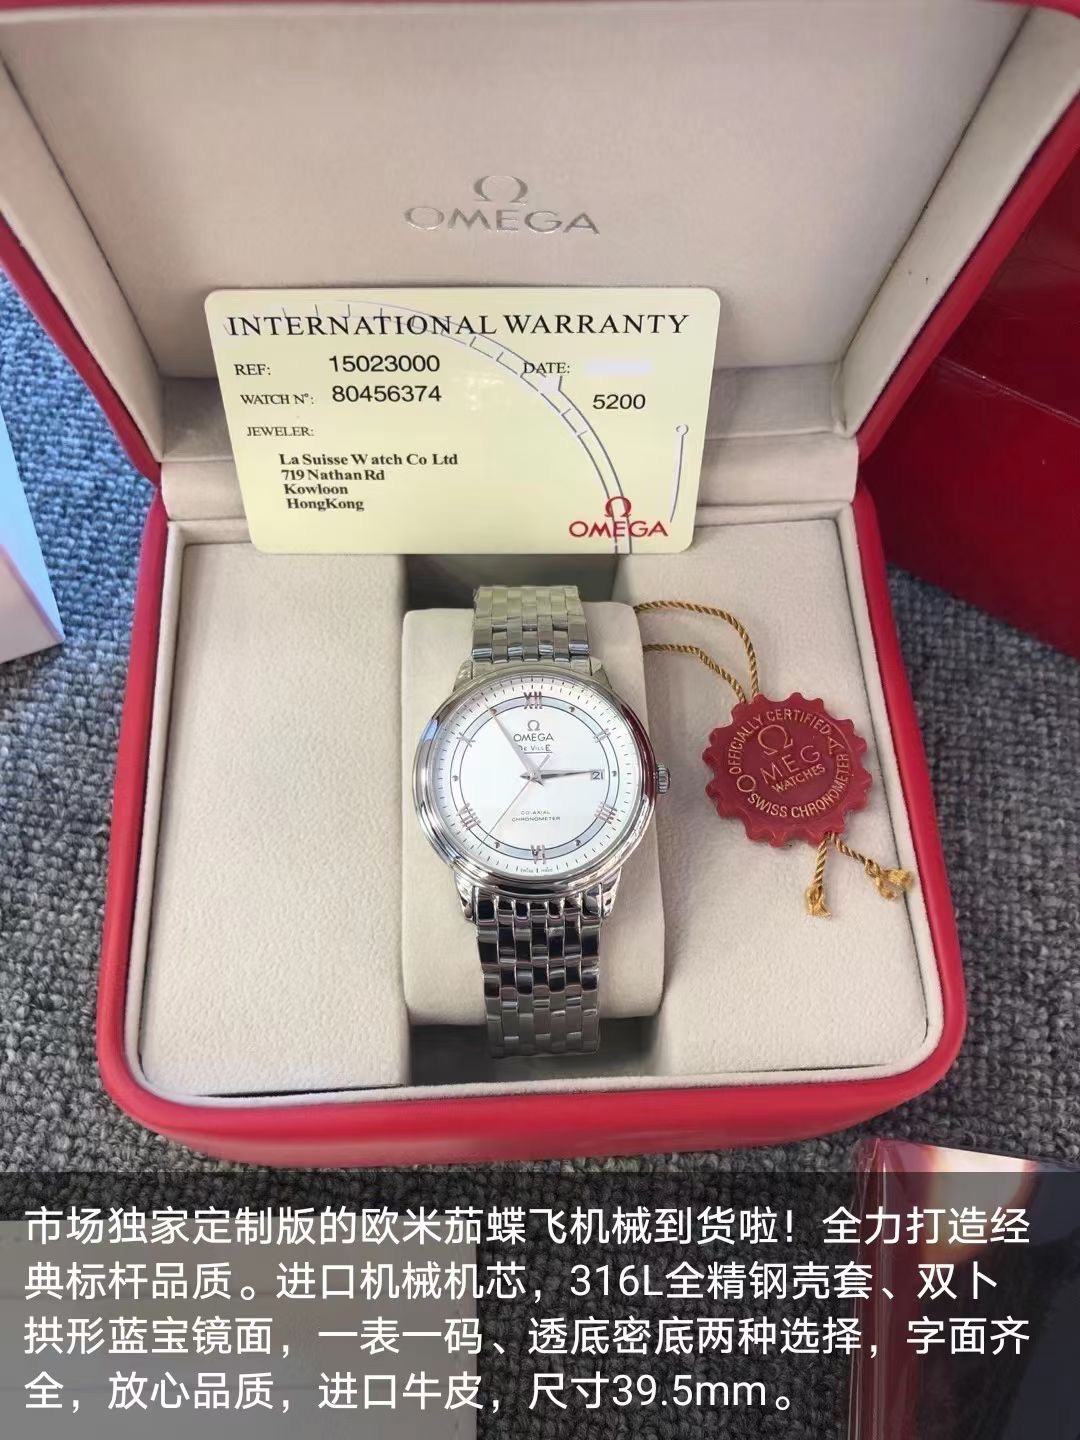 Ω
OMEGA
INTERNATIONAL WARRANTY
REF: 15023000 DATE:
WATCH Nº: 80456374 5200
JEWELER:
La Suisse Watch Co Ltd
719 Nathan Rd
Kowloon
HongKong
Ω
OMEGA
XII
Ω
OMEGA
De VillE
21
CO-AXIAL
CHRONOMETER
OFFICIALLY CERTIFIED
Ω
OMEGA
WATCHES
SWISS CHRONOMETER
市场独家定制版的欧米茄蝶飞机械到货啦！全力打造经
典标杆品质。进口机械机芯，316L全精钢壳套、双卜
拱形蓝宝镜面，一表一码、透底密底两种选择，字面齐
全，放心品质，进口牛皮，尺寸39.5mm。